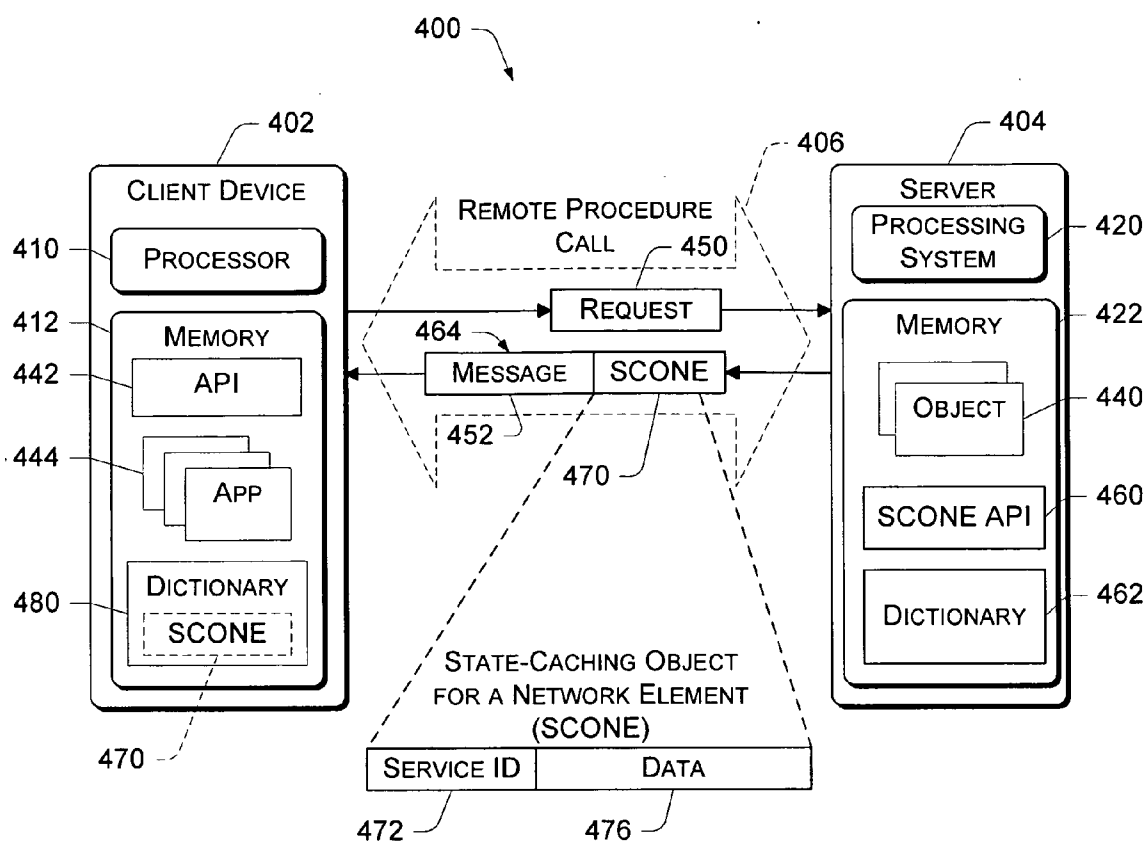 400
402
404
406
CLIENT DEVICE
REMOTE PROCEDURE
CALL
SERVER
410
PROCESSOR
450
PROCESSING
SYSTEM
420
REQUEST
412
MEMORY
464
MEMORY
422
442
API
MESSAGE
SCONE
OBJECT
440
444
APP
452
470
SCONE API
460
DICTIONARY
480
SCONE
DICTIONARY
462
STATE-CACHING OBJECT
FOR A NETWORK ELEMENT
(SCONE)
470
SERVICE ID
DATA
472
476